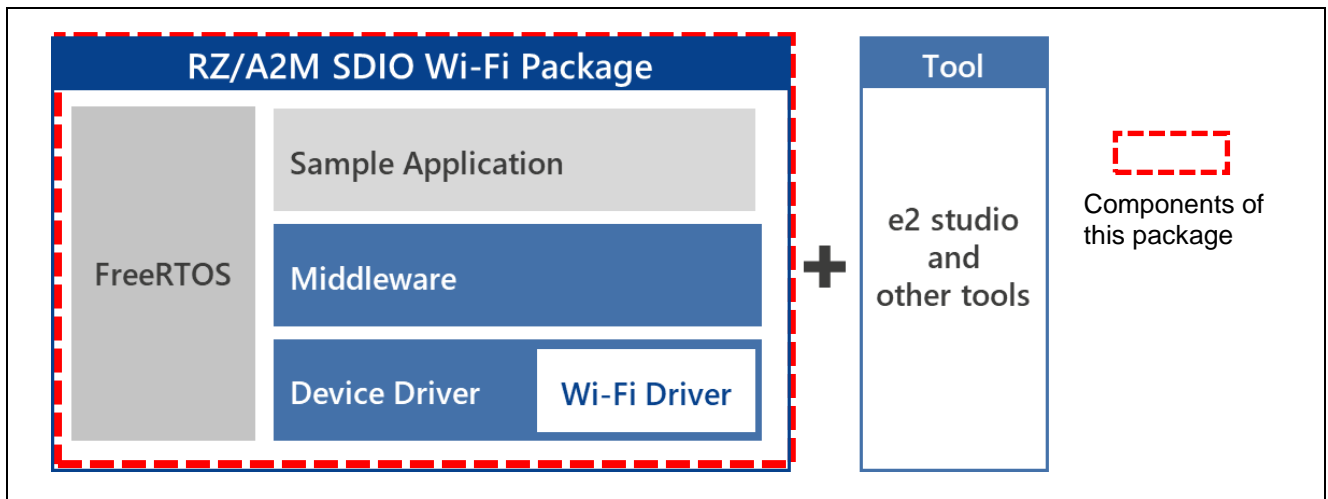 RZ/A2M SDIO Wi-Fi Package
FreeRTOS
Sample Application
Middleware
Device Driver
Wi-Fi Driver
+
Tool
e2 studio
and
other tools
Components of
this package